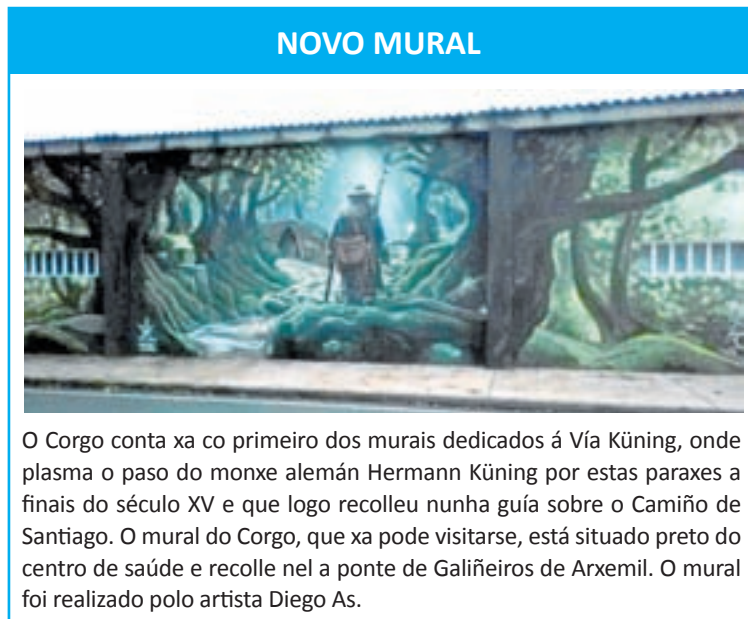 NOVO MURAL
O Corgo conta xa co primeiro dos murais dedicados á Vía Küning, onde
plasma o paso do monxe alemán Hermann Küning por estas paraxes a
finais do século XV e que logo recolleu nunha guía sobre o Camiño de
Santiago. O mural do Corgo, que xa pode visitarse, está situado preto do
centro de saúde e recolle nel a ponte de Galiñeiros de Arxemil. O mural
foi realizado polo artista Diego As.